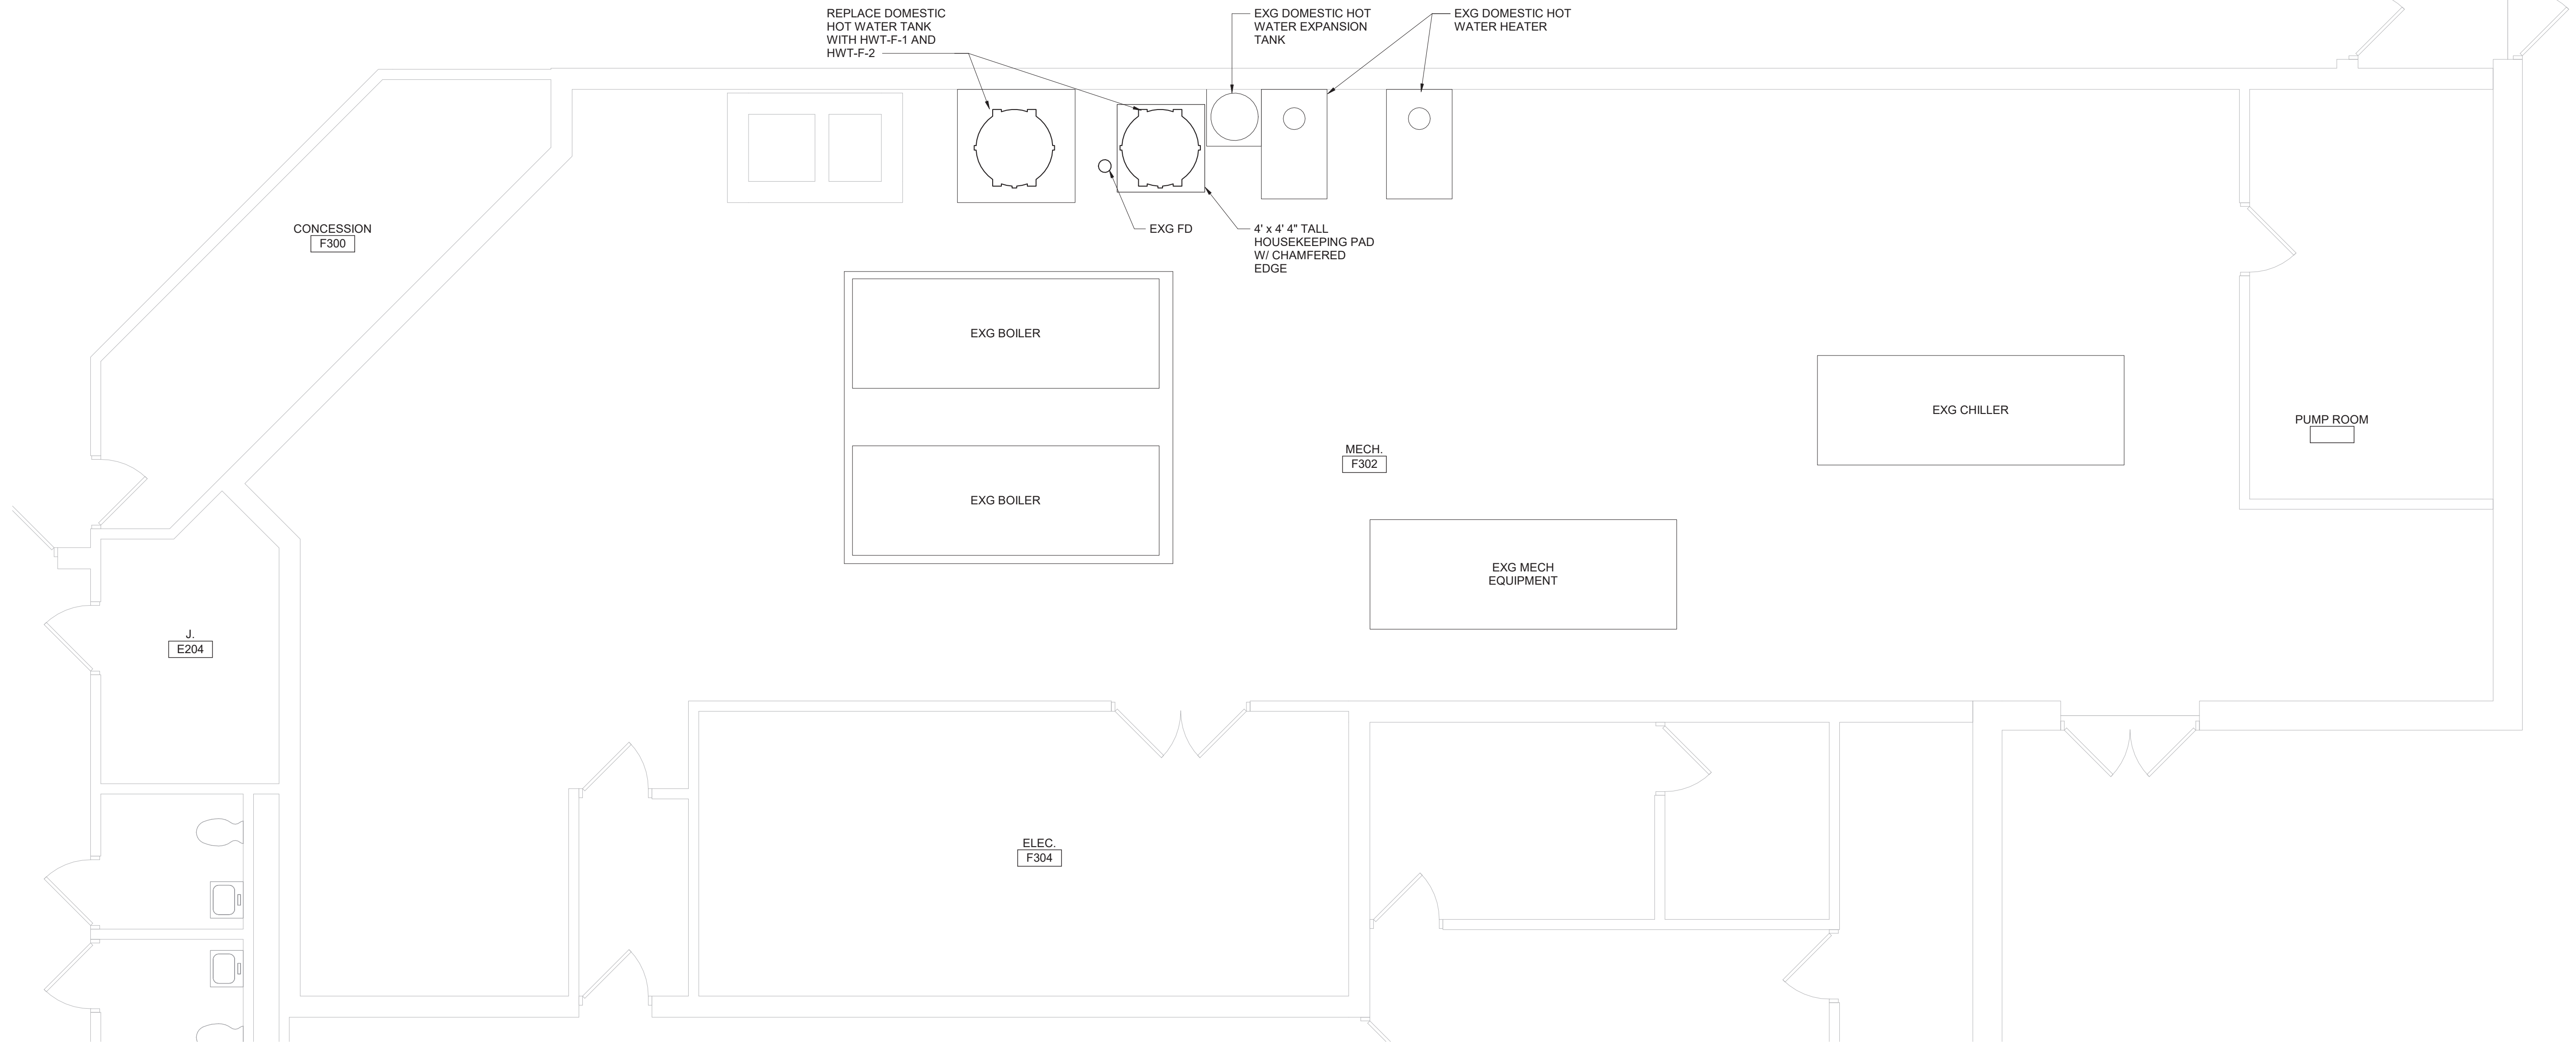 REPLACE DOMESTIC
HOT WATER TANK
WITH HWT-F-1 AND
HWT-F-2
EXG DOMESTIC HOT
WATER EXPANSION
TANK
EXG DOMESTIC HOT
WATER HEATER
CONCESSION
F300
EXG FD
4' x 4' 4" TALL
HOUSEKEEPING PAD
W/ CHAMFERED
EDGE
EXG BOILER
EXG CHILLER
PUMP ROOM
MECH.
F302
EXG BOILER
EXG MECH
EQUIPMENT
J.
E204
ELEC.
F304